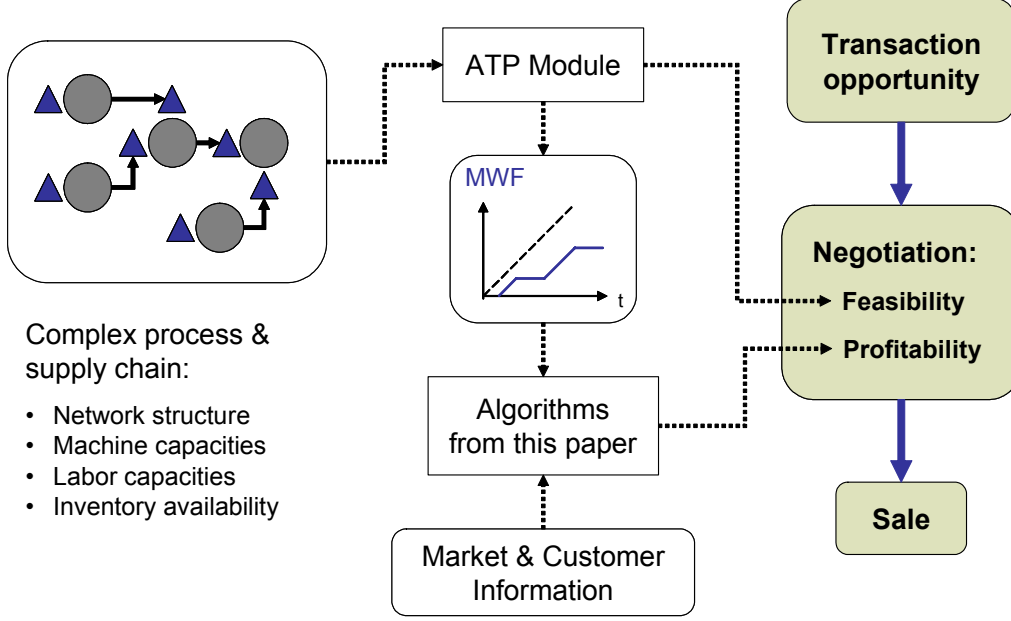 ATP Module
MWF
t
Complex process &
supply chain:
• Network structure
• Machine capacities
• Labor capacities
• Inventory availability
Algorithms
from this paper
Market & Customer
Information
Transaction
opportunity
Negotiation:
Feasibility
Profitability
Sale